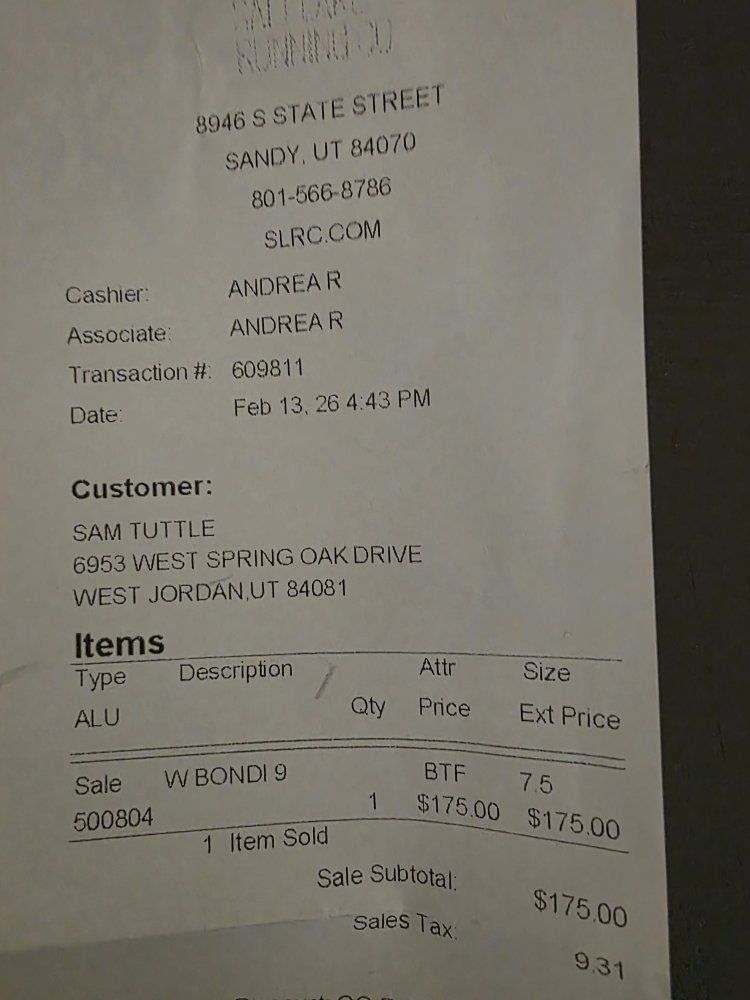 RUNNING CO
8946 S STATE STREET
SANDY, UT 84070
801-566-8786
SLRC.COM
Cashier: ANDREA R
Associate: ANDREA R
Transaction #: 609811
Date: Feb 13, 26 4:43 PM
Customer:
SAM TUTTLE
6953 WEST SPRING OAK DRIVE
WEST JORDAN,UT 84081
Items
Type Description Attr Size
ALU Qty Price Ext Price
Sale W BONDI 9 BTF 7.5
500804 1 $175.00 $175.00
1 Item Sold
Sale Subtotal: $175.00
Sales Tax: 9.31